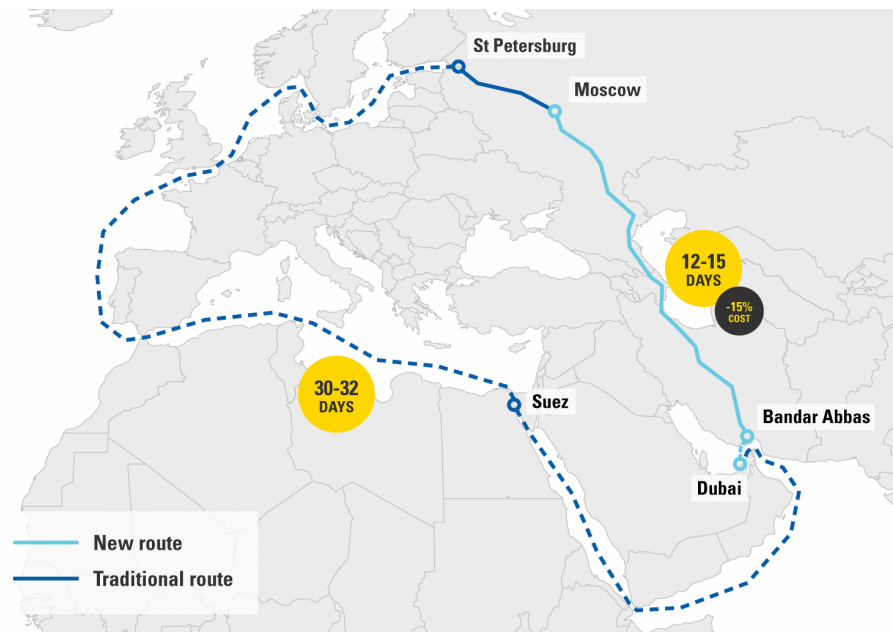 St Petersburg
Moscow
12-15
DAYS
-15%
COST
30-32
DAYS
Suez
Bandar Abbas
Dubai
New route
Traditional route